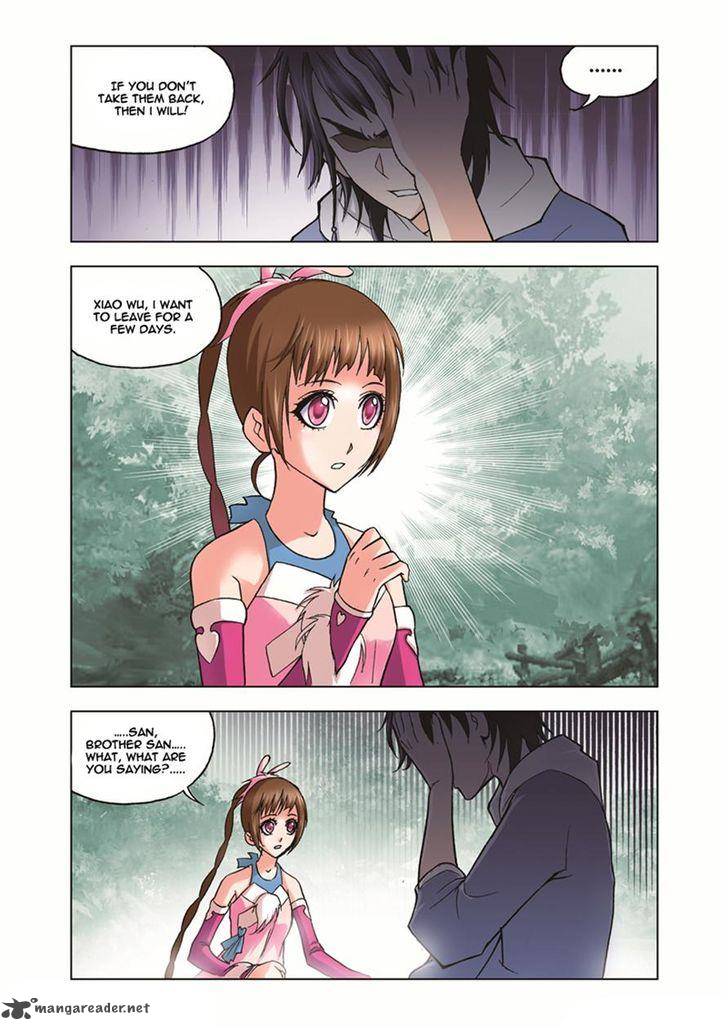 IF YOU DON'T
TAKE THEM BACK,
THEN I WILL!
......
XIAO WU, I WANT
TO LEAVE FOR A
FEW DAYS.
.....SAN,
BROTHER SAN.....
WHAT, WHAT ARE
YOU SAYING?.....
mangareader.net